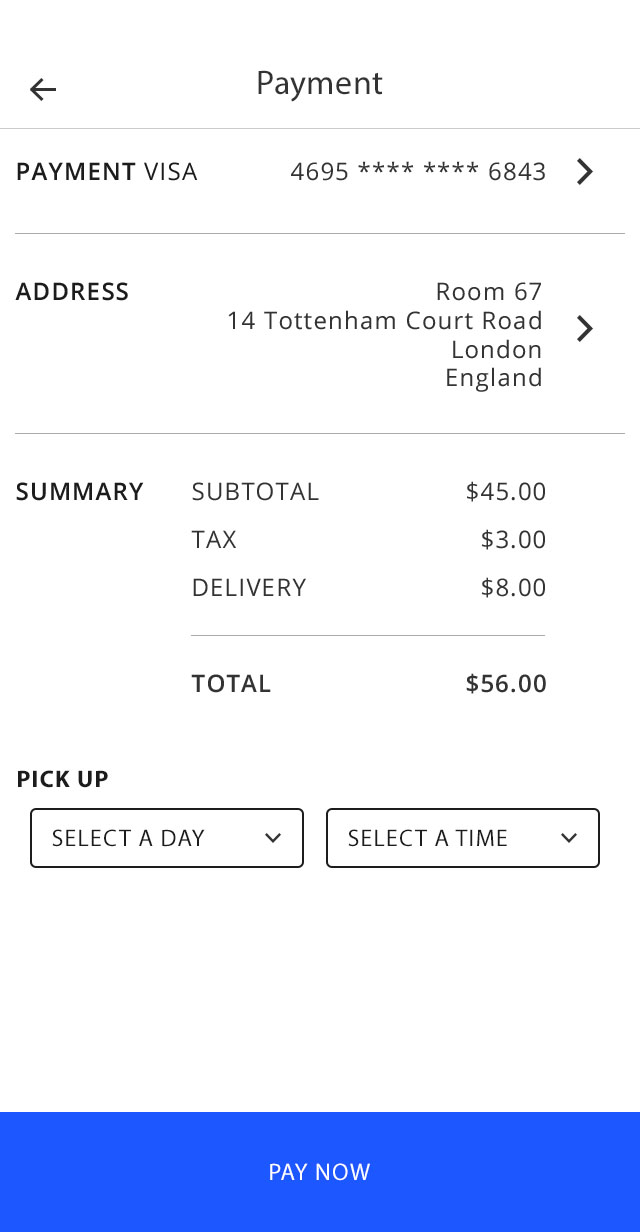 Payment
PAYMENT VISA 4695 **** **** 6843
ADDRESS Room 67
14 Tottenham Court Road
London
England
SUMMARY SUBTOTAL $45.00
TAX $3.00
DELIVERY $8.00
TOTAL $56.00
PICK UP
SELECT A DAY SELECT A TIME
PAY NOW